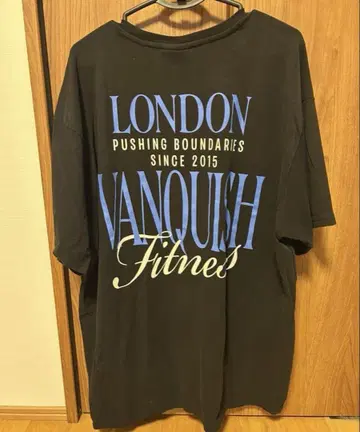 LONDON
PUSHING BOUNDARIES
SINCE 2015
VANQUISH
Fitness